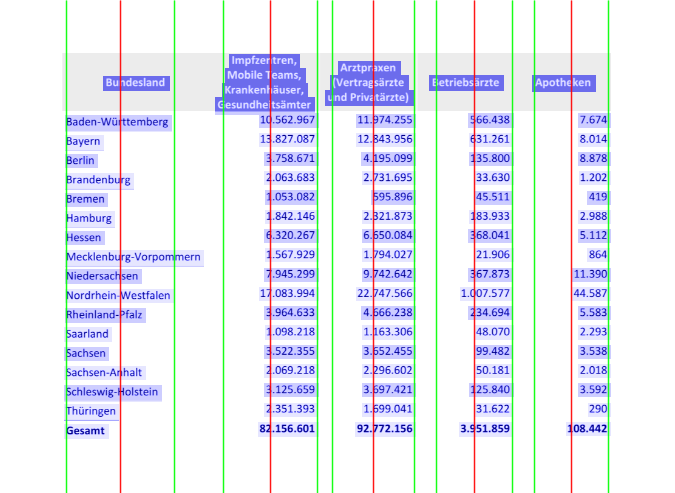 Bundesland Impfzentren, Mobile Teams, Krankenhäuser, Gesundheitsämter Arztpraxen (Vertragsärzte und Privatärzte) Betriebsärzte Apotheken
Baden-Württemberg 10.562.967 11.974.255 566.438 7.674
Bayern 13.827.087 12.843.956 631.261 8.014
Berlin 3.758.671 4.195.099 135.800 8.878
Brandenburg 2.063.683 2.731.695 33.630 1.202
Bremen 1.053.082 595.896 45.511 419
Hamburg 1.842.146 2.321.873 183.933 2.988
Hessen 6.320.267 6.650.084 368.041 5.112
Mecklenburg-Vorpommern 1.567.929 1.794.027 21.906 864
Niedersachsen 7.945.299 9.742.642 367.873 11.390
Nordrhein-Westfalen 17.083.994 22.747.566 1.007.577 44.587
Rheinland-Pfalz 3.964.633 4.666.238 234.694 5.583
Saarland 1.098.218 1.163.306 48.070 2.293
Sachsen 3.522.355 3.652.455 99.482 3.538
Sachsen-Anhalt 2.069.218 2.296.602 50.181 2.018
Schleswig-Holstein 3.125.659 3.697.421 125.840 3.592
Thüringen 2.351.393 1.699.041 31.622 290
Gesamt 82.156.601 92.772.156 3.951.859 108.442